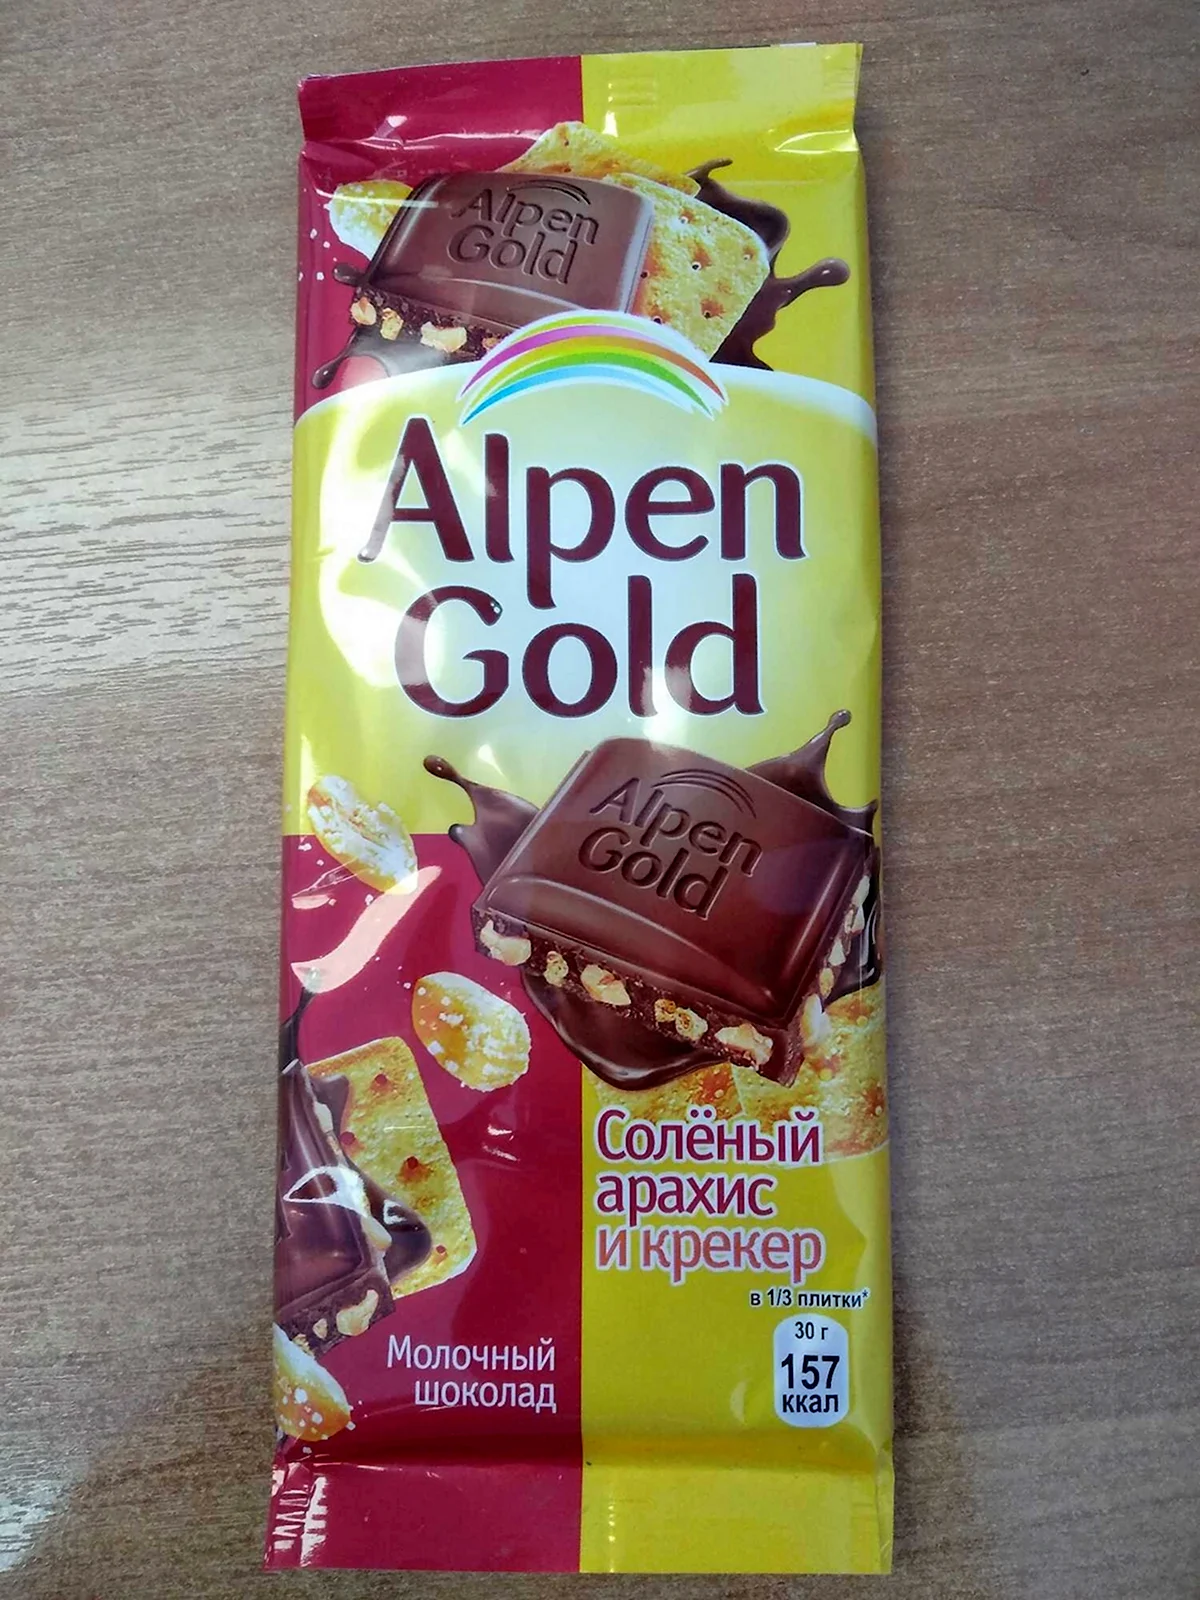 Alpen
Gold
Alpen
Gold
Alpen
Gold
Солёный
арахис
и крекер
в 1/3 плитки*
30 г
157
ккал
Молочный
шоколад